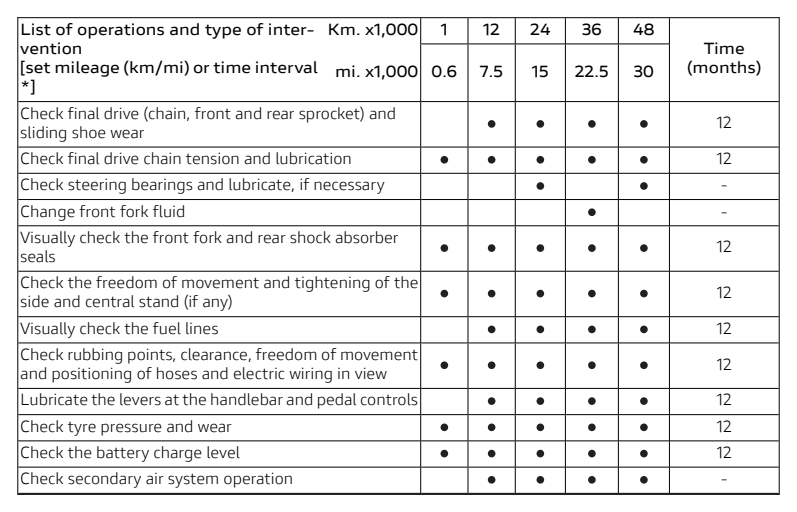 List of operations and type of inter- Km. x1,000 1 12 24 36 48 Time
vention
[set mileage (km/mi) or time interval mi. x1,000 0.6 7.5 15 22.5 30 (months)
*]
Check final drive (chain, front and rear sprocket) and
sliding shoe wear ● ● ● ● 12
Check final drive chain tension and lubrication ● ● ● ● ● 12
Check steering bearings and lubricate, if necessary ● ● -
Change front fork fluid ● -
Visually check the front fork and rear shock absorber
seals ● ● ● ● ● 12
Check the freedom of movement and tightening of the
side and central stand (if any) ● ● ● ● ● 12
Visually check the fuel lines ● ● ● ● 12
Check rubbing points, clearance, freedom of movement
and positioning of hoses and electric wiring in view ● ● ● ● ● 12
Lubricate the levers at the handlebar and pedal controls ● ● ● ● 12
Check tyre pressure and wear ● ● ● ● ● 12
Check the battery charge level ● ● ● ● ● 12
Check secondary air system operation ● ● ● ● -